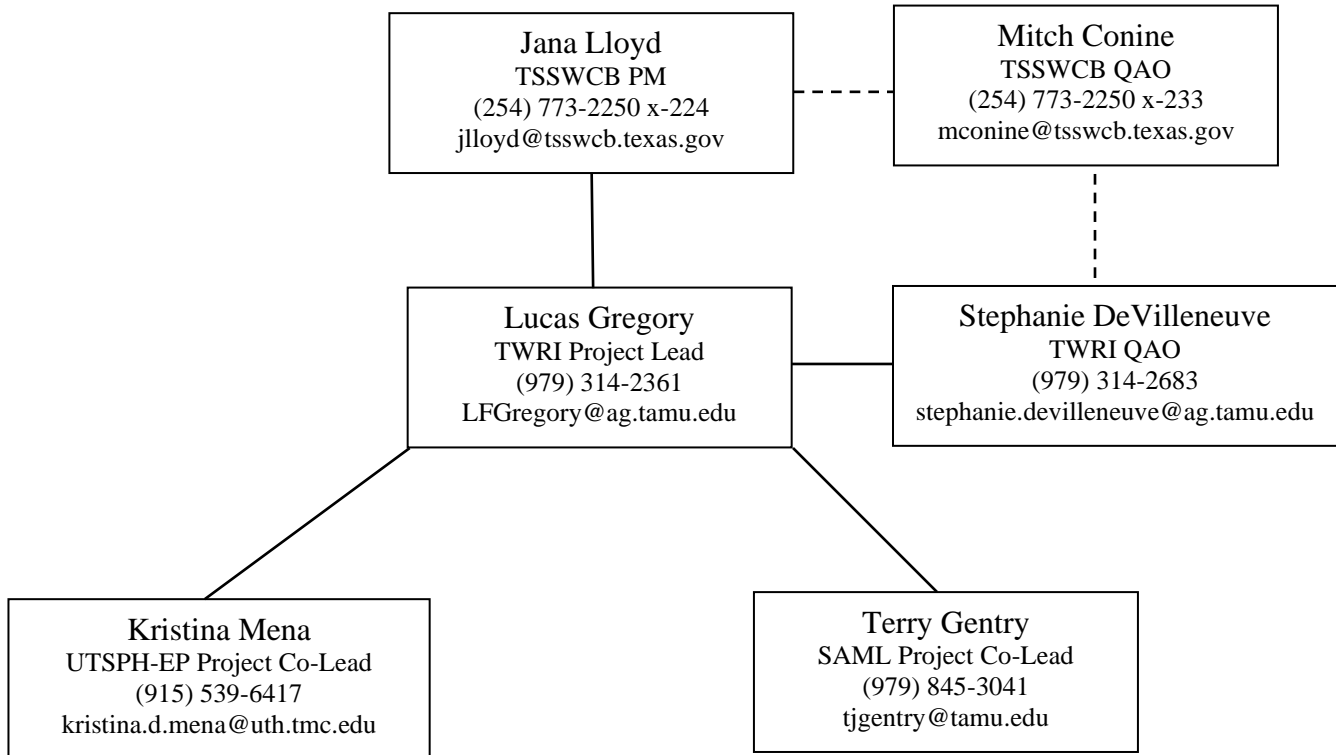 Jana Lloyd
TSSWCB PM
(254) 773-2250 x-224
jlloyd@tsswcb.texas.gov
Mitch Conine
TSSWCB QAO
(254) 773-2250 x-233
mconine@tsswcb.texas.gov
Lucas Gregory
TWRI Project Lead
(979) 314-2361
LFGregory@ag.tamu.edu
Stephanie DeVilleneuve
TWRI QAO
(979) 314-2683
stephanie.devilleneuve@ag.tamu.edu
Kristina Mena
UTSPH-EP Project Co-Lead
(915) 539-6417
kristina.d.mena@uth.tmc.edu
Terry Gentry
SAML Project Co-Lead
(979) 845-3041
tjgentry@tamu.edu